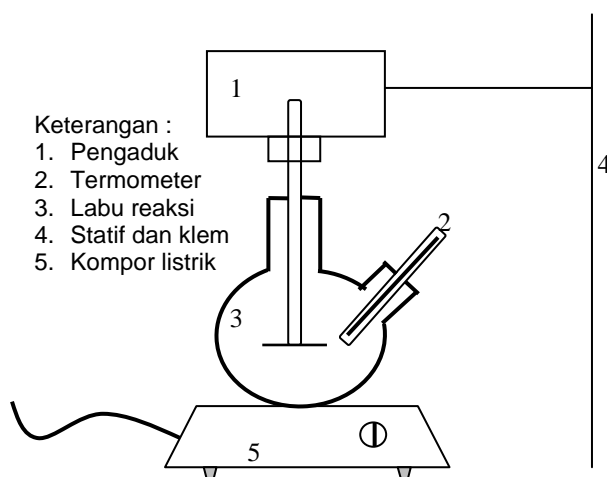 1
Keterangan :
1. Pengaduk
2. Termometer
3. Labu reaksi
4. Statif dan klem
5. Kompor listrik
4
2
3
5